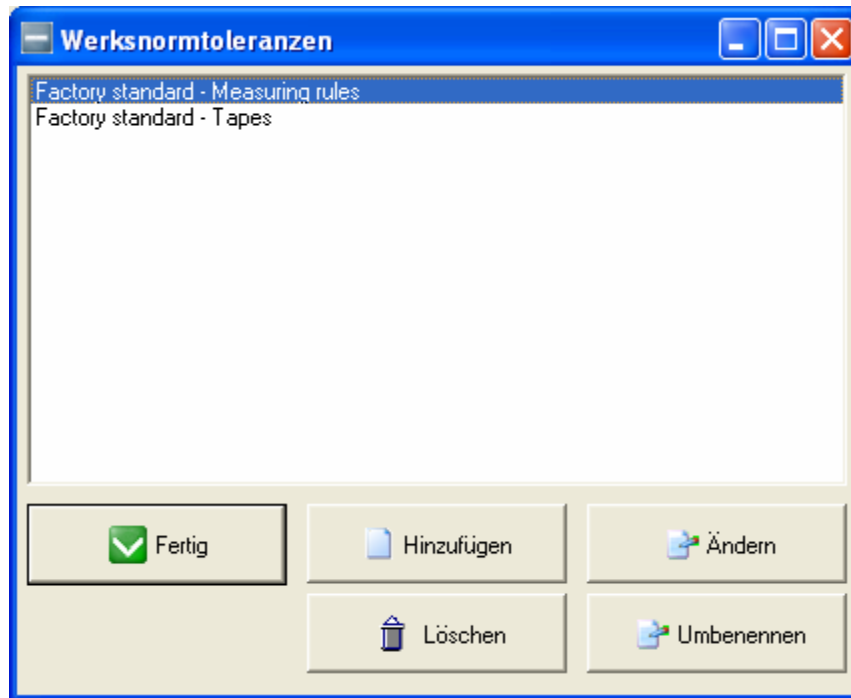 Werksnormtoleranzen
Factory standard - Measuring rules
Factory standard - Tapes
Fertig
Hinzufügen
Ändern
Löschen
Umbenennen